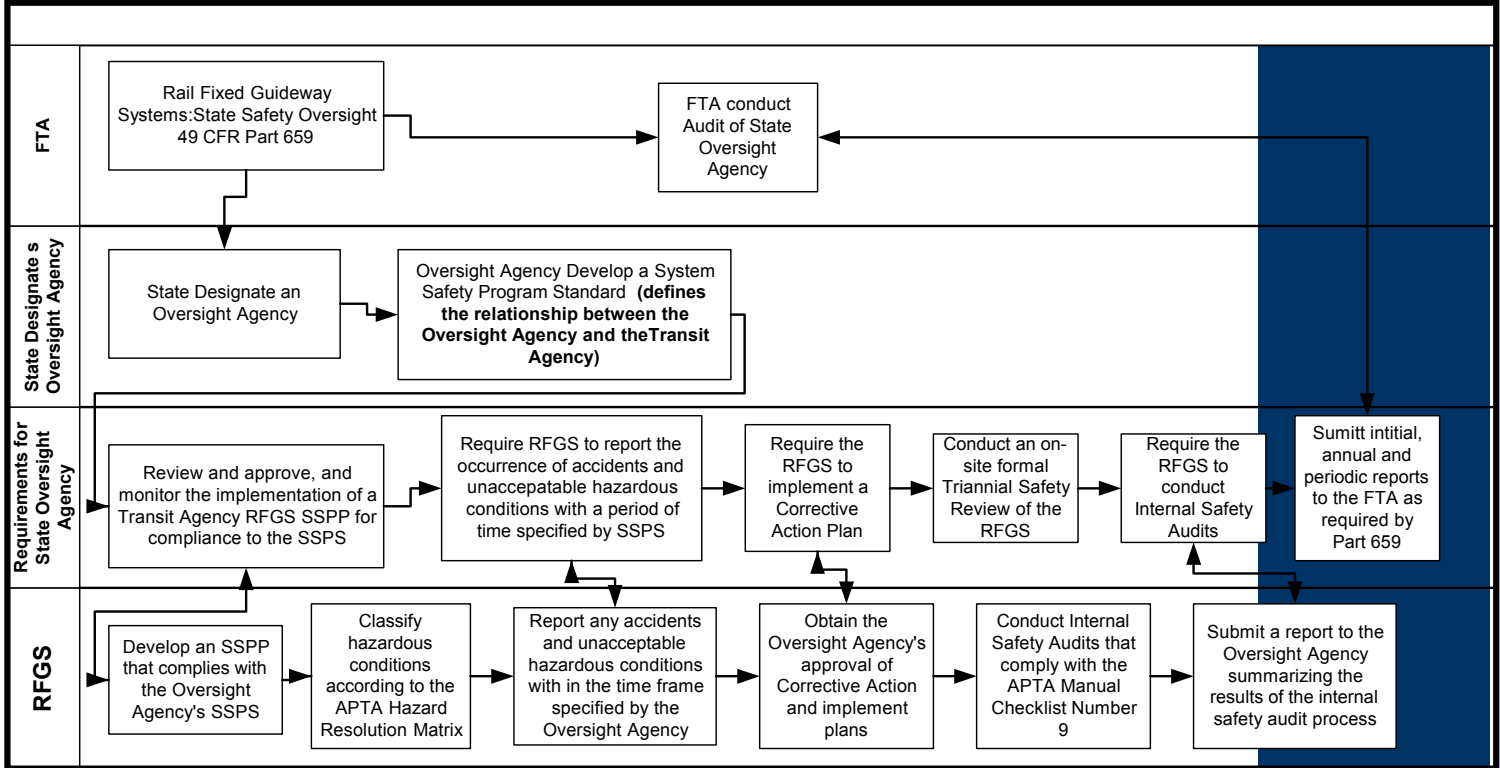 FTA
Rail Fixed Guideway
Systems:State Safety Oversight
49 CFR Part 659
FTA conduct
Audit of State
Oversight
Agency
State Designate s
Oversight Agency
State Designate an
Oversight Agency
Oversight Agency Develop a System
Safety Program Standard (defines
the relationship between the
Oversight Agency and theTransit
Agency)
Requirements for
State Oversight
Agency
Review and approve, and
monitor the implementation of a
Transit Agency RFGS SSPP for
compliance to the SSPS
Require RFGS to report the
occurrence of accidents and
unaccepatable hazardous
conditions with a period of
time specified by SSPS
Require the
RFGS to
implement a
Corrective
Action Plan
Conduct an on-
site formal
Triannial Safety
Review of the
RFGS
Require the
RFGS to
conduct
Internal Safety
Audits
Sumitt intitial,
annual and
periodic reports
to the FTA as
required by
Part 659
RFGS
Develop an SSPP
that complies with
the Oversight
Agency's SSPS
Classify
hazardous
conditions
according to the
APTA Hazard
Resolution Matrix
Report any accidents
and unacceptable
hazardous conditions
with in the time frame
specified by the
Oversight Agency
Obtain the
Oversight Agency's
approval of
Corrective Action
and implement
plans
Conduct Internal
Safety Audits that
comply with the
APTA Manual
Checklist Number
9
Submit a report to the
Oversight Agency
summarizing the
results of the internal
safety audit process